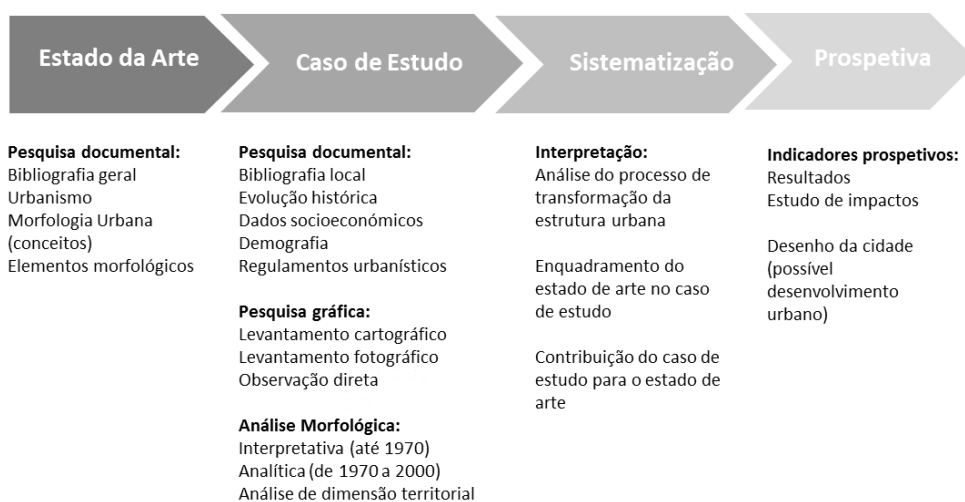 Estado da Arte
Caso de Estudo
Sistematização
Prospetiva
Pesquisa documental:
Bibliografia geral
Urbanismo
Morfologia Urbana
(conceitos)
Elementos morfológicos
Pesquisa documental:
Bibliografia local
Evolução histórica
Dados socioeconómicos
Demografia
Regulamentos urbanísticos
Pesquisa gráfica:
Levantamento cartográfico
Levantamento fotográfico
Observação direta
Análise Morfológica:
Interpretativa (até 1970)
Analítica (de 1970 a 2000)
Análise de dimensão territorial
Interpretação:
Análise do processo de
transformação da
estrutura urbana
Enquadramento do
estado de arte no caso
de estudo
Contribuição do caso de
estudo para o estado de
arte
Indicadores prospetivos:
Resultados
Estudo de impactos
Desenho da cidade
(possível
desenvolvimento
urbano)